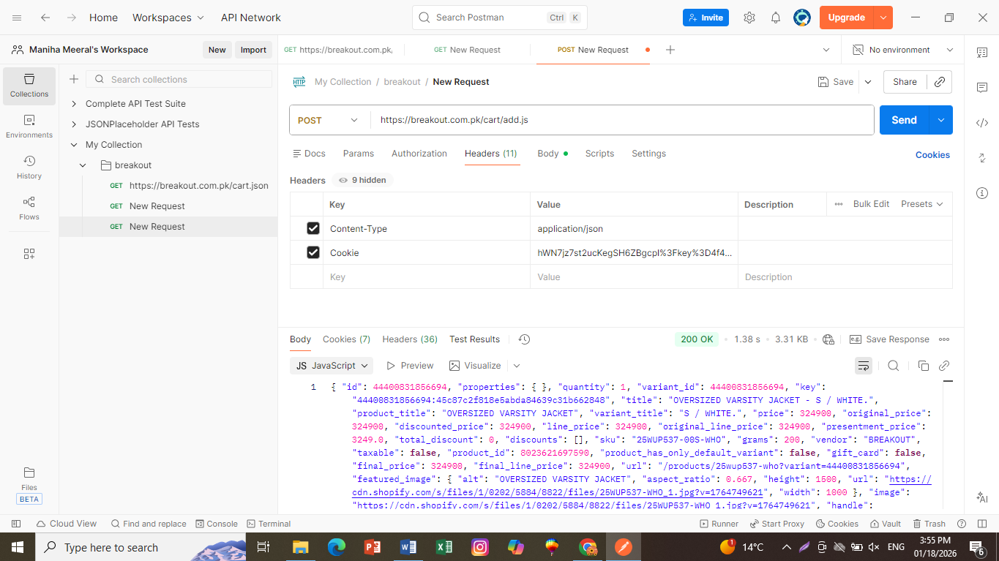 Home Workspaces API Network Search Postman Ctrl K Invite Upgrade
Maniha Meeral's Workspace New Import GET https://breakout.com.pk/ GET New Request POST New Request No environment
Collections
Environments
History
Flows
Files
BETA
Search collections
Complete API Test Suite
JSONPlaceholder API Tests
My Collection
breakout
GET https://breakout.com.pk/cart.json
GET New Request
GET New Request
HTTP My Collection / breakout / New Request Save Share
POST https://breakout.com.pk/cart/add.js Send
Docs Params Authorization Headers (11) Body Scripts Settings Cookies
Headers 9 hidden
Key Value Description Bulk Edit Presets
Content-Type application/json
Cookie hWN7jz7st2ucKegSH6ZBgcpI%3Fkey%3D4f4...
Key Value Description
Body Cookies (7) Headers (36) Test Results 200 OK 1.38 s 3.31 KB e.g. Save Response
JS JavaScript Preview Visualize
1 { "id": 44400831856694, "properties": { }, "quantity": 1, "variant_id": 44400831856694, "key":
"44400831856694:45c87c2f818e5abda84639c31b662848", "title": "OVERSIZED VARSITY JACKET - S / WHITE.",
"product_title": "OVERSIZED VARSITY JACKET", "variant_title": "S / WHITE.", "price": 324900, "original_price":
324900, "discounted_price": 324900, "line_price": 324900, "original_line_price": 324900, "presentment_price":
3249.0, "total_discount": 0, "discounts": [], "sku": "25WUP537-00S-WHO", "grams": 200, "vendor": "BREAKOUT",
"taxable": false, "product_id": 8023621697590, "product_has_only_default_variant": false, "gift_card": false,
"final_price": 324900, "final_line_price": 324900, "url": "/products/25wup537-who?variant=44400831856694",
"featured_image": { "alt": "OVERSIZED VARSITY JACKET", "aspect_ratio": 0.667, "height": 1500, "url": "https://
cdn.shopify.com/s/files/1/0202/5884/8822/files/25WUP537-WHO_1.jpg?v=1764749621", "width": 1000 }, "image":
"https://cdn.shopify.com/s/files/1/0202/5884/8822/files/25WUP537-WHO_1.jpg?v=1764749621", "handle":
Cloud View Find and replace Console Terminal Runner Start Proxy Cookies Vault Trash
Type here to search 1 14°C ENG 3:55 PM
01/18/2026 6